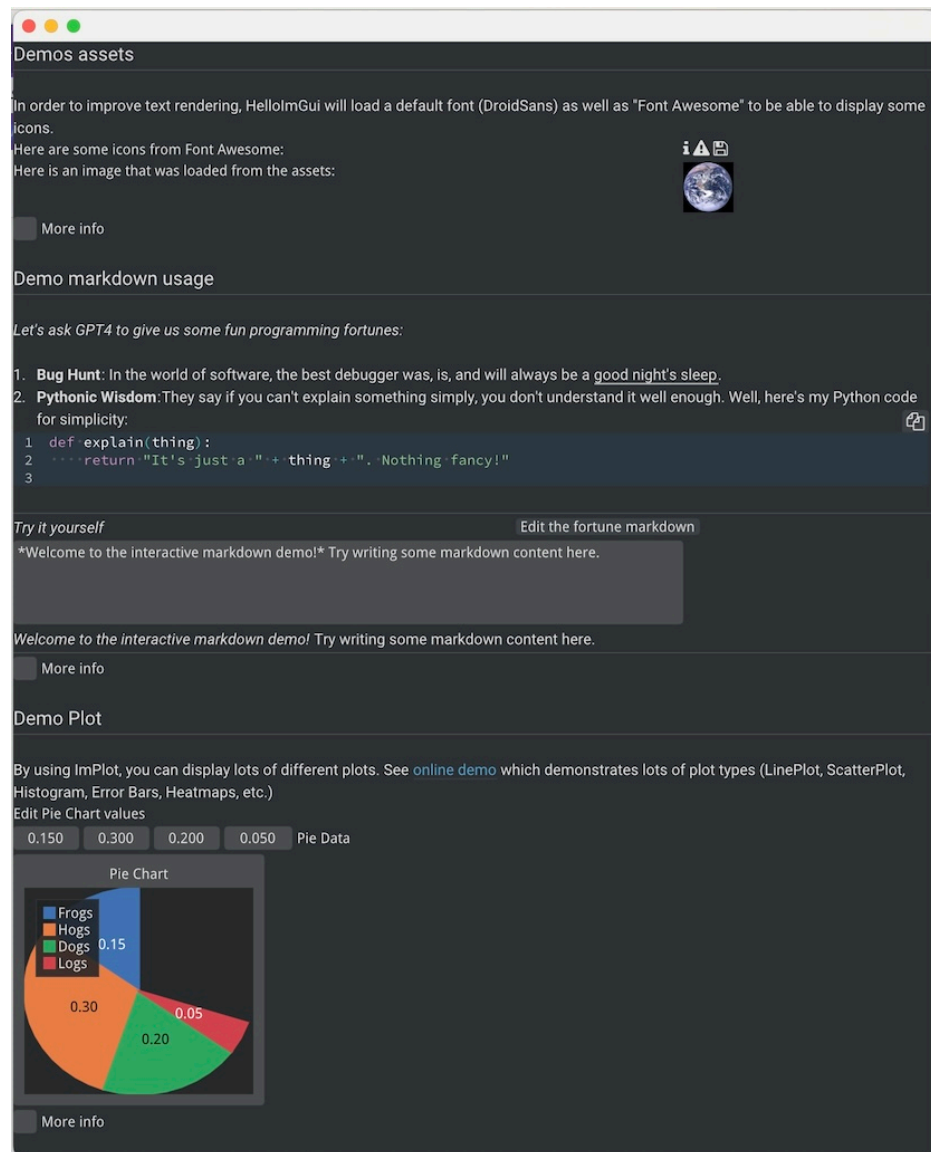 Demos assets
In order to improve text rendering, HelloImGui will load a default font (DroidSans) as well as "Font Awesome" to be able to display some
icons.
Here are some icons from Font Awesome:
Here is an image that was loaded from the assets:
More info
Demo markdown usage
Let's ask GPT4 to give us some fun programming fortunes:
1. Bug Hunt: In the world of software, the best debugger was, is, and will always be a good night's sleep.
2. Pythonic Wisdom:They say if you can't explain something simply, you don't understand it well enough. Well, here's my Python code
for simplicity:
1 def·explain(thing):
2 ····return·"It's·just·a·"·+·thing·+·".·Nothing·fancy!"
3
Try it yourself Edit the fortune markdown
*Welcome to the interactive markdown demo!* Try writing some markdown content here.
Welcome to the interactive markdown demo! Try writing some markdown content here.
More info
Demo Plot
By using ImPlot, you can display lots of different plots. See online demo which demonstrates lots of plot types (LinePlot, ScatterPlot,
Histogram, Error Bars, Heatmaps, etc.)
Edit Pie Chart values
0.150 0.300 0.200 0.050 Pie Data
Pie Chart
Frogs
Hogs
Dogs
Logs
0.15
0.30
0.05
0.20
More info